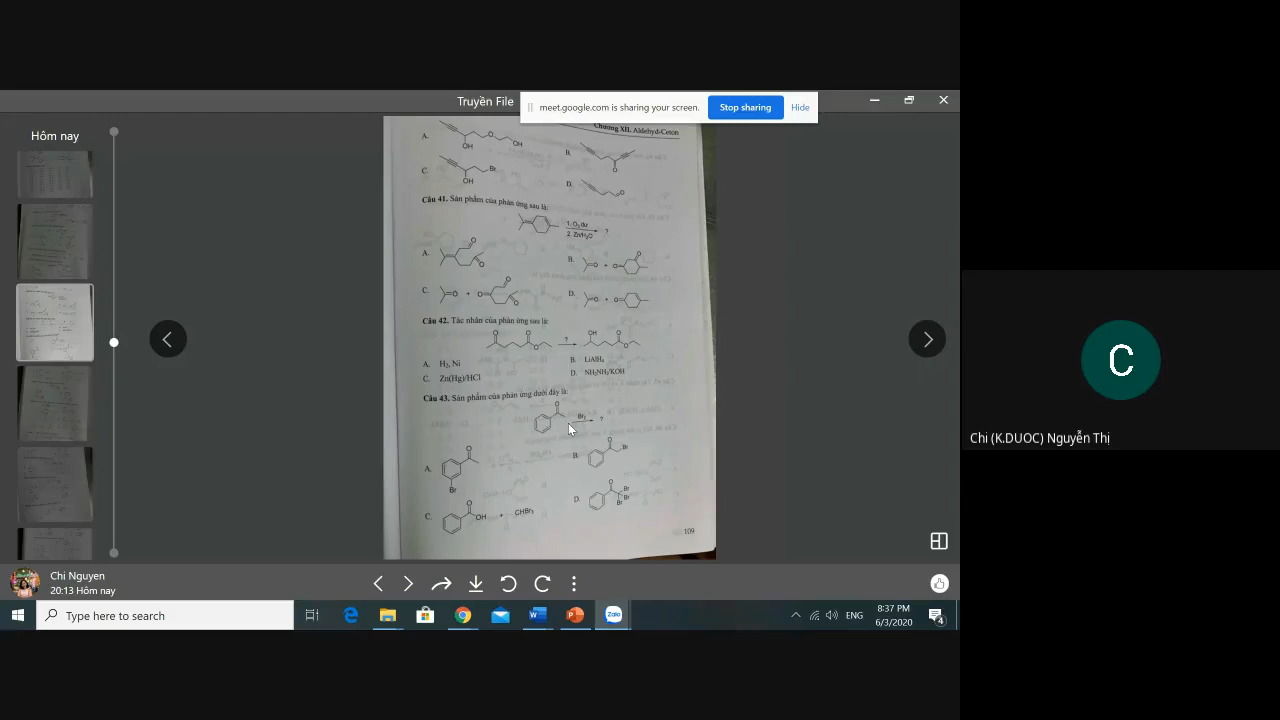 Truyền File
meet.google.com is sharing your screen.
Stop sharing
Hide
Hôm nay
Chương XII. Aldehyd-Ceton
A.
OH
O
OH
B.
O
C.
OH
Br
D.
O
Câu 41. Sản phẩm của phản ứng sau là:
1. O₃ dư
2. Zn/H₂O
?
A.
O
O
B.
O + O
O
C.
O + O
O
O
D.
O + O
Câu 42. Tác nhân của phản ứng sau là:
O
O
O
?
OH
O
O
A. H₂, Ni
B. LiAlH₄
C. Zn(Hg)/HCl
D. NH₂NH₂/KOH
Câu 43. Sản phẩm của phản ứng dưới đây là:
O
Br₂
?
A.
O
Br
B.
O
Br
C.
O
OH + CHBr₃
D.
O
Br
Br
Br
109
Chi Nguyen
20:13 Hôm nay
Type here to search
Zalo
ENG
8:37 PM
6/3/2020
4
C
Chi (K.DUOC) Nguyễn Thị